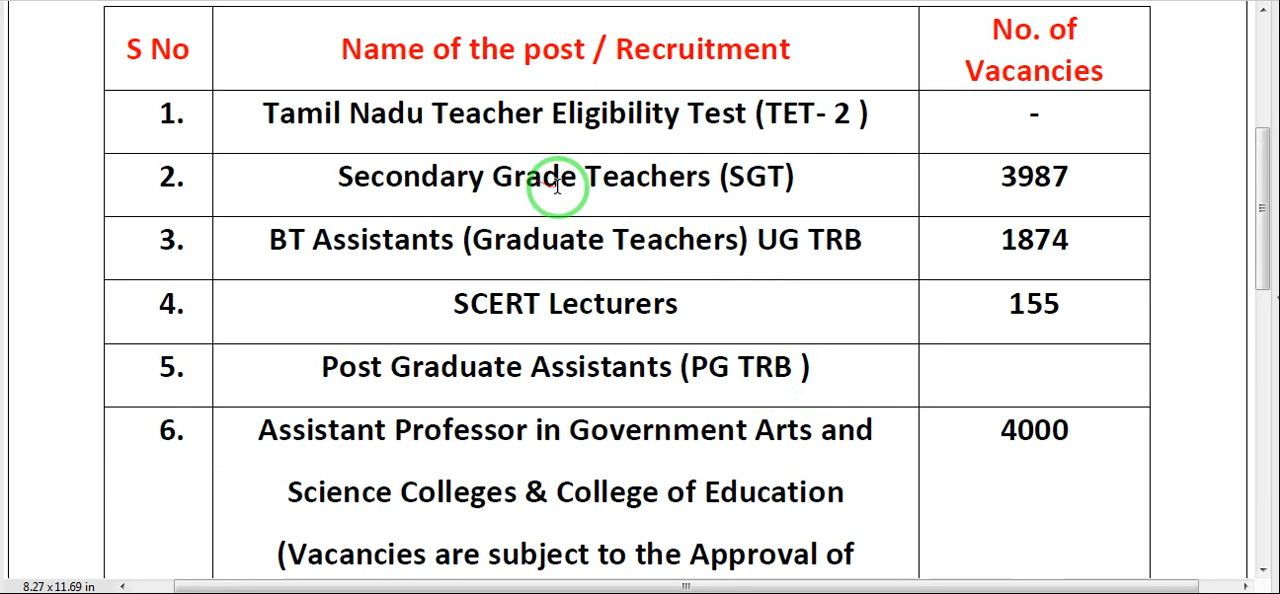 S No Name of the post / Recruitment No. of
Vacancies
1. Tamil Nadu Teacher Eligibility Test (TET- 2 ) -
2. Secondary Grade Teachers (SGT) 3987
3. BT Assistants (Graduate Teachers) UG TRB 1874
4. SCERT Lecturers 155
5. Post Graduate Assistants (PG TRB )
6. Assistant Professor in Government Arts and 4000
Science Colleges & College of Education
(Vacancies are subject to the Approval of
8.27 x 11.69 in